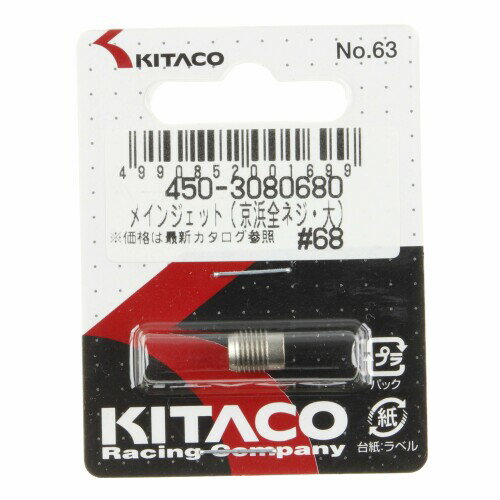 KITACO
No.63
4990852001699
450-3080680
メインジェット(京浜全ネジ・大)
※価格は最新カタログ参照 #68
プラ
パック
紙
台紙:ラベル
KITACO
Racing Company